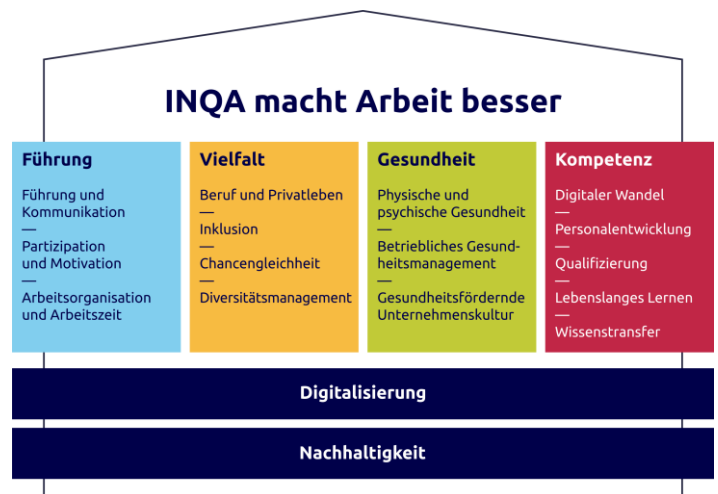 INQA macht Arbeit besser
Führung
Führung und
Kommunikation
—
Partizipation
und Motivation
—
Arbeitsorganisation
und Arbeitszeit
Vielfalt
Beruf und Privatleben
—
Inklusion
—
Chancengleichheit
—
Diversitätsmanagement
Gesundheit
Physische und
psychische Gesundheit
—
Betriebliches Gesund-
heitsmanagement
—
Gesundheitsfördernde
Unternehmenskultur
Kompetenz
Digitaler Wandel
—
Personalentwicklung
—
Qualifizierung
—
Lebenslanges Lernen
—
Wissenstransfer
Digitalisierung
Nachhaltigkeit